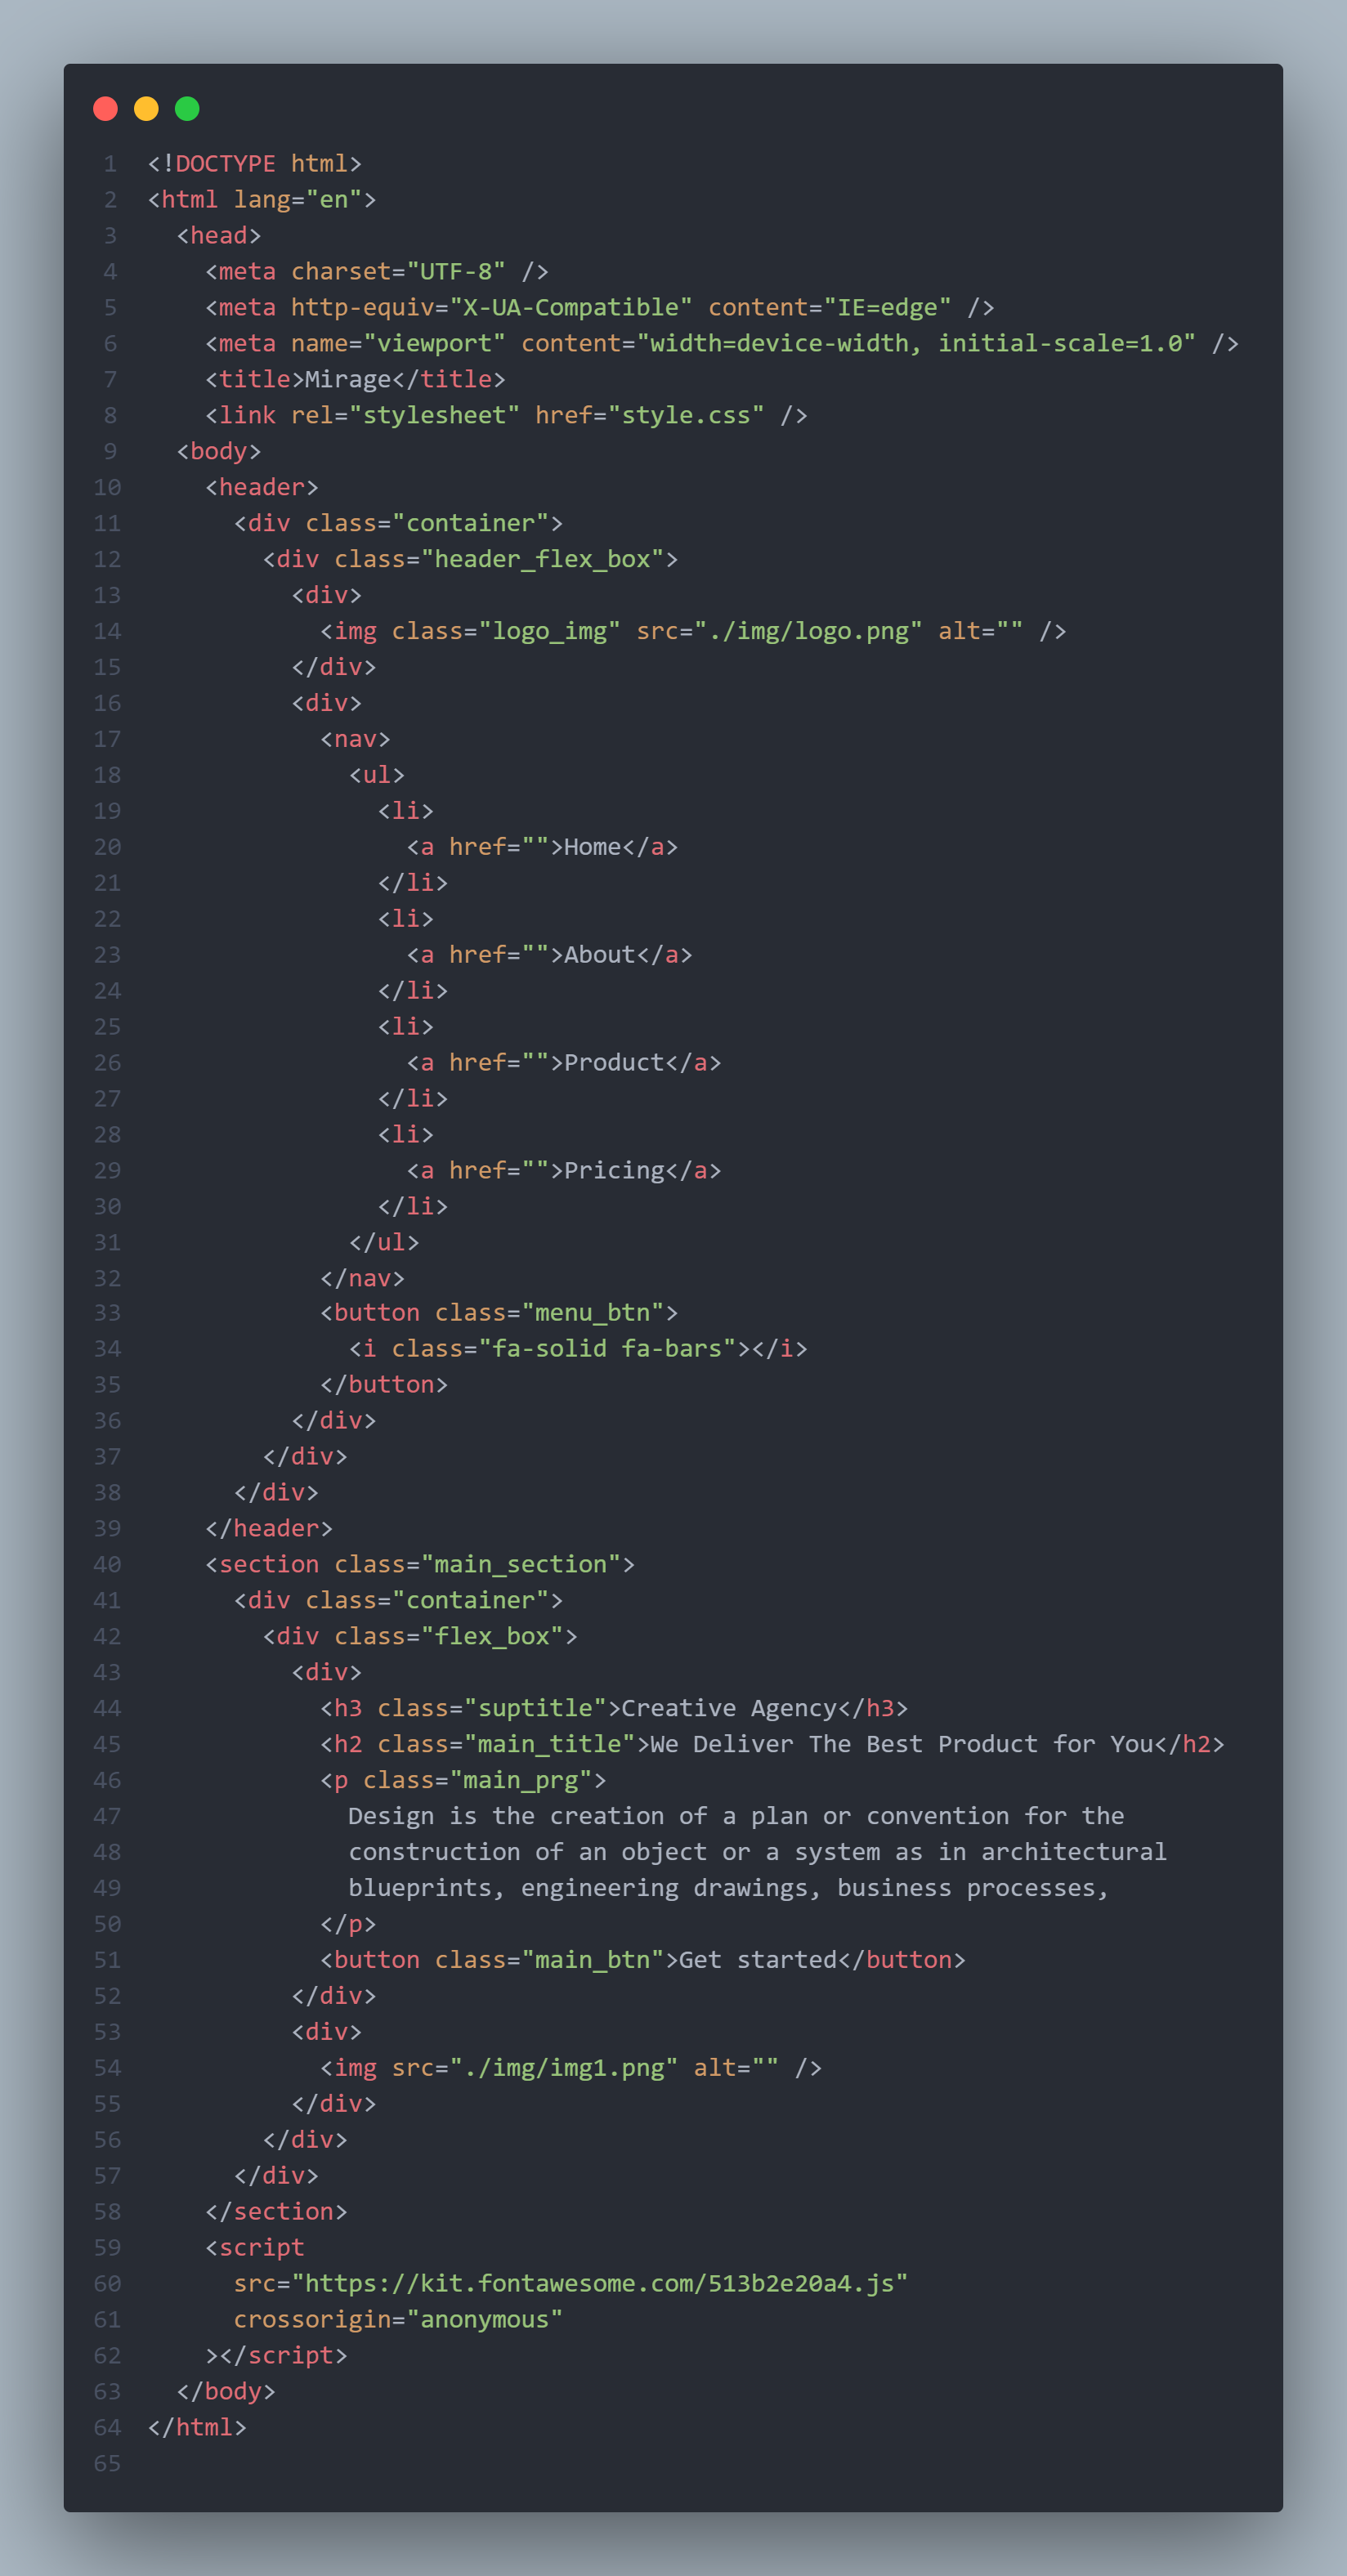 1 <!DOCTYPE html>
2 <html lang="en">
3   <head>
4     <meta charset="UTF-8" />
5     <meta http-equiv="X-UA-Compatible" content="IE=edge" />
6     <meta name="viewport" content="width=device-width, initial-scale=1.0" />
7     <title>Mirage</title>
8     <link rel="stylesheet" href="style.css" />
9   <body>
10     <header>
11       <div class="container">
12         <div class="header_flex_box">
13           <div>
14             <img class="logo_img" src="./img/logo.png" alt="" />
15           </div>
16           <div>
17             <nav>
18               <ul>
19                 <li>
20                   <a href="">Home</a>
21                 </li>
22                 <li>
23                   <a href="">About</a>
24                 </li>
25                 <li>
26                   <a href="">Product</a>
27                 </li>
28                 <li>
29                   <a href="">Pricing</a>
30                 </li>
31               </ul>
32             </nav>
33             <button class="menu_btn">
34               <i class="fa-solid fa-bars"></i>
35             </button>
36           </div>
37         </div>
38       </div>
39     </header>
40     <section class="main_section">
41       <div class="container">
42         <div class="flex_box">
43           <div>
44             <h3 class="suptitle">Creative Agency</h3>
45             <h2 class="main_title">We Deliver The Best Product for You</h2>
46             <p class="main_prg">
47               Design is the creation of a plan or convention for the
48               construction of an object or a system as in architectural
49               blueprints, engineering drawings, business processes,
50             </p>
51             <button class="main_btn">Get started</button>
52           </div>
53           <div>
54             <img src="./img/img1.png" alt="" />
55           </div>
56         </div>
57       </div>
58     </section>
59     <script
60       src="https://kit.fontawesome.com/513b2e20a4.js"
61       crossorigin="anonymous"
62     ></script>
63   </body>
64 </html>
65